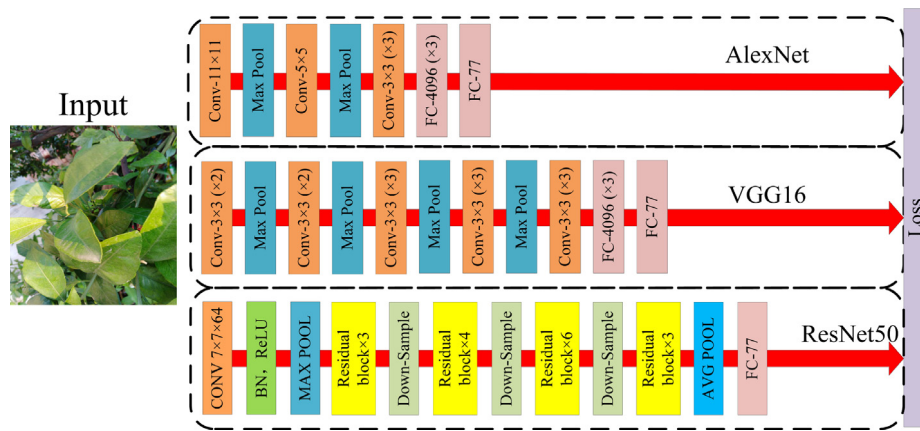 Input
Conv-11×11
Max Pool
Conv-5×5
Max Pool
Conv-3×3 (×3)
FC-4096 (×3)
FC-77
AlexNet
Conv-3×3 (×2)
Max Pool
Conv-3×3 (×2)
Max Pool
Conv-3×3 (×3)
Max Pool
Conv-3×3 (×3)
Max Pool
Conv-3×3 (×3)
FC-4096 (×3)
FC-77
VGG16
CONV 7×7×64
BN, ReLU
MAX POOL
Residual
block×3
Down-Sample
Residual
block×4
Down-Sample
Residual
block×6
Down-Sample
Residual
block×3
AVG POOL
FC-77
ResNet50
Loss